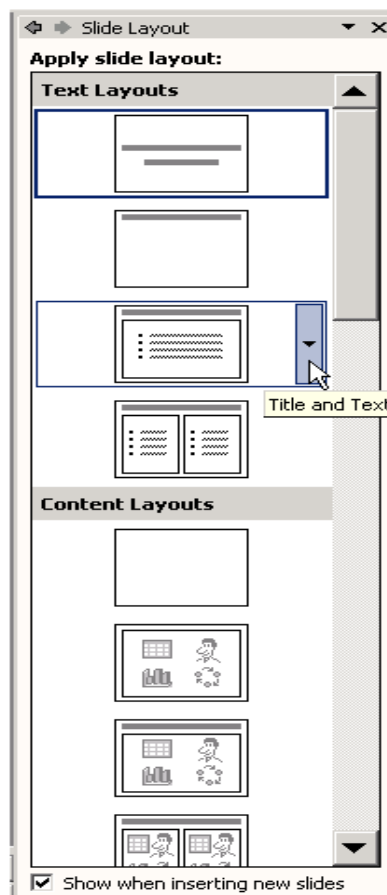 Slide Layout
Apply slide layout:
Text Layouts
Title and Text
Content Layouts
Show when inserting new slides